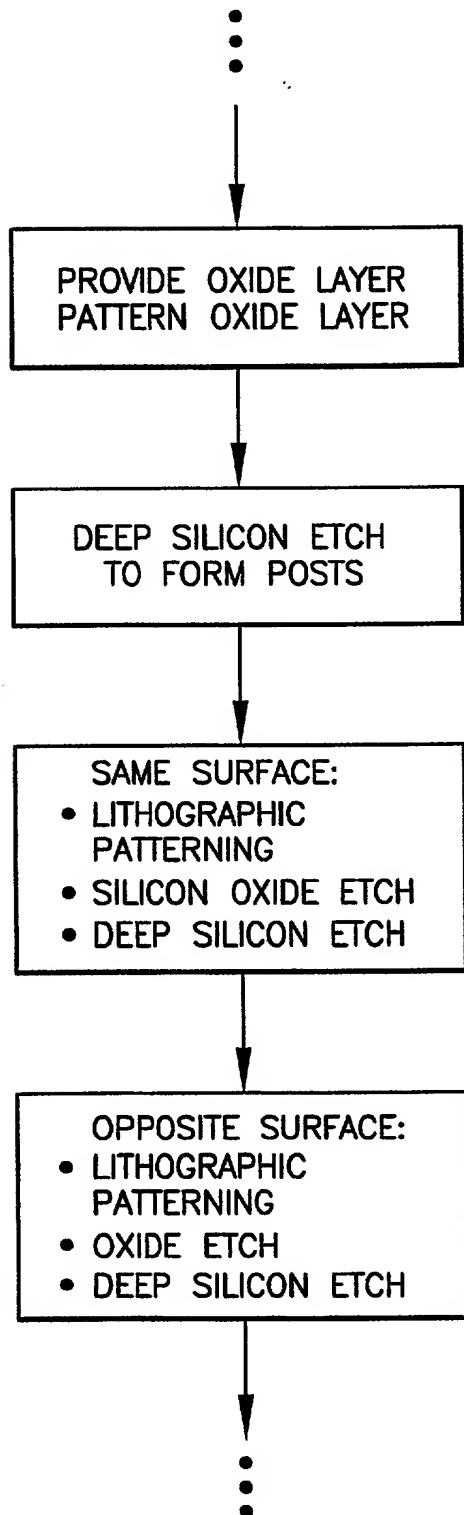 PROVIDE OXIDE LAYER
PATTERN OXIDE LAYER
DEEP SILICON ETCH
TO FORM POSTS
SAME SURFACE:
• LITHOGRAPHIC
PATTERNING
• SILICON OXIDE ETCH
• DEEP SILICON ETCH
OPPOSITE SURFACE:
• LITHOGRAPHIC
PATTERNING
• OXIDE ETCH
• DEEP SILICON ETCH